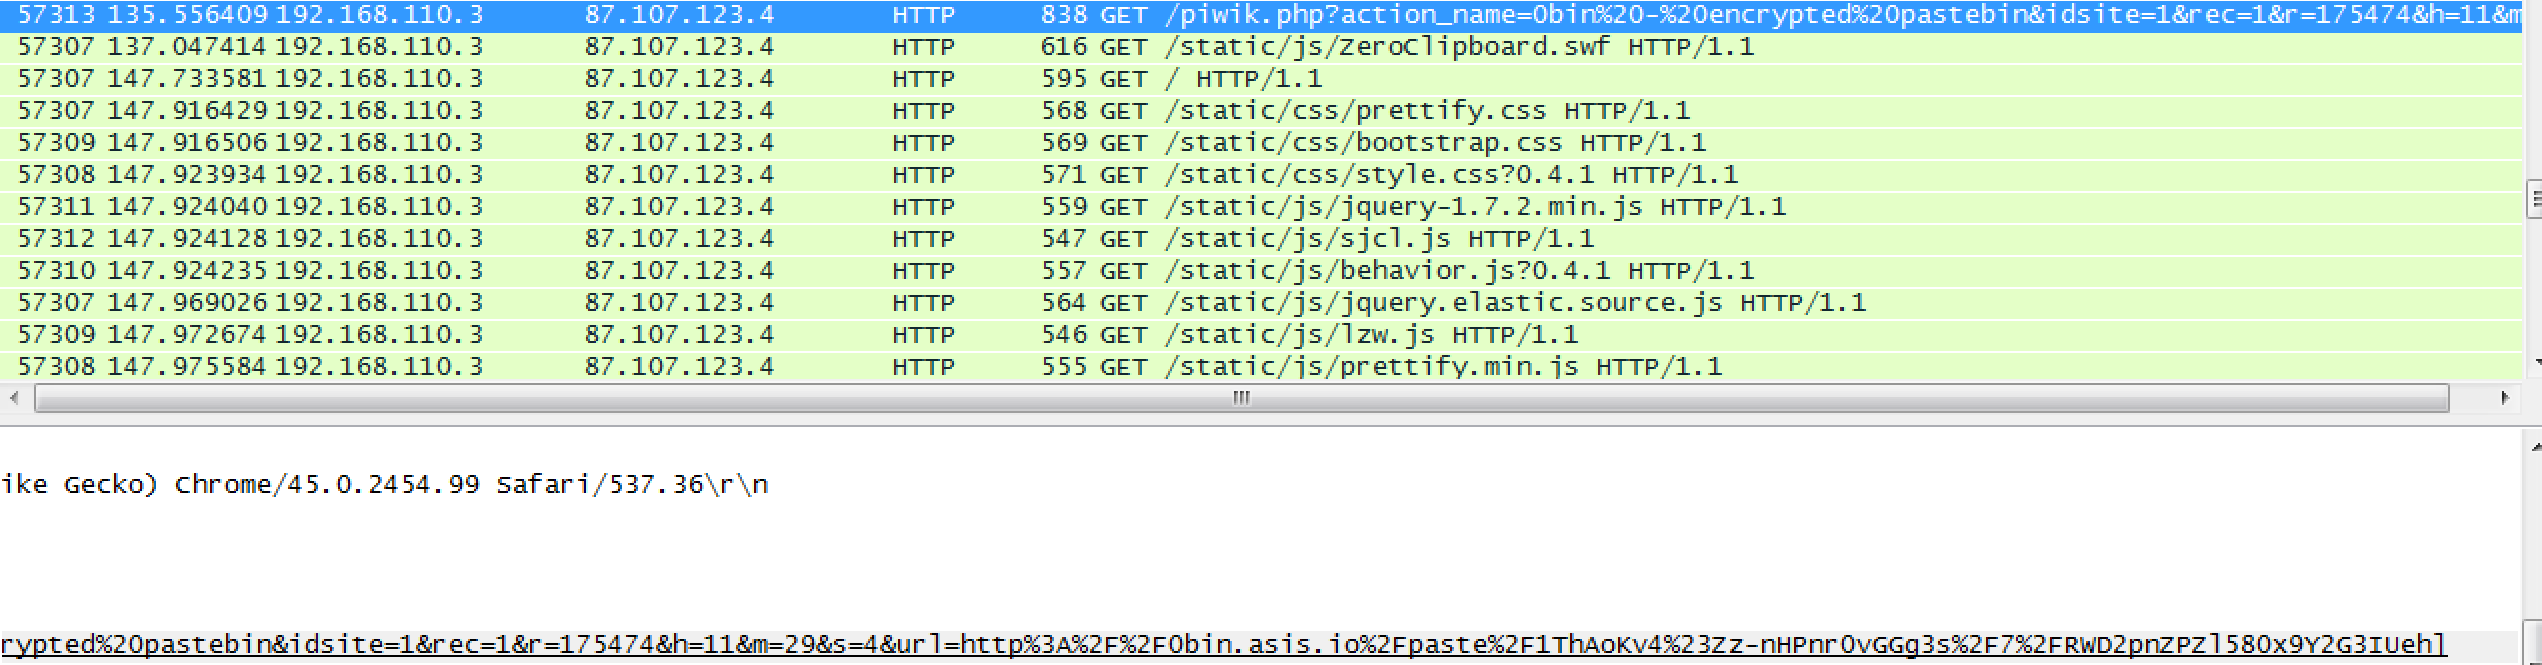 57313 135.556409 192.168.110.3 87.107.123.4 HTTP 838 GET /piwik.php?action_name=0bin%20-%20encrypted%20pastebin&idsite=1&rec=1&r=175474&h=11&m
57307 137.047414 192.168.110.3 87.107.123.4 HTTP 616 GET /static/js/ZeroClipboard.swf HTTP/1.1
57307 147.733581 192.168.110.3 87.107.123.4 HTTP 595 GET / HTTP/1.1
57307 147.916429 192.168.110.3 87.107.123.4 HTTP 568 GET /static/css/prettify.css HTTP/1.1
57309 147.916506 192.168.110.3 87.107.123.4 HTTP 569 GET /static/css/bootstrap.css HTTP/1.1
57308 147.923934 192.168.110.3 87.107.123.4 HTTP 571 GET /static/css/style.css?0.4.1 HTTP/1.1
57311 147.924040 192.168.110.3 87.107.123.4 HTTP 559 GET /static/js/jquery-1.7.2.min.js HTTP/1.1
57312 147.924128 192.168.110.3 87.107.123.4 HTTP 547 GET /static/js/sjcl.js HTTP/1.1
57310 147.924235 192.168.110.3 87.107.123.4 HTTP 557 GET /static/js/behavior.js?0.4.1 HTTP/1.1
57307 147.969026 192.168.110.3 87.107.123.4 HTTP 564 GET /static/js/jquery.elastic.source.js HTTP/1.1
57309 147.972674 192.168.110.3 87.107.123.4 HTTP 546 GET /static/js/lzw.js HTTP/1.1
57308 147.975584 192.168.110.3 87.107.123.4 HTTP 555 GET /static/js/prettify.min.js HTTP/1.1
ike Gecko) Chrome/45.0.2454.99 Safari/537.36\r\n
rypted%20pastebin&idsite=1&rec=1&r=175474&h=11&m=29&s=4&url=http%3A%2F%2F0bin.asis.io%2Fpaste%2F1ThAoKv4%23Zz-nHPnr0vGGg3s%2F7%2FRWD2pnZPZl580x9Y2G3IUehl